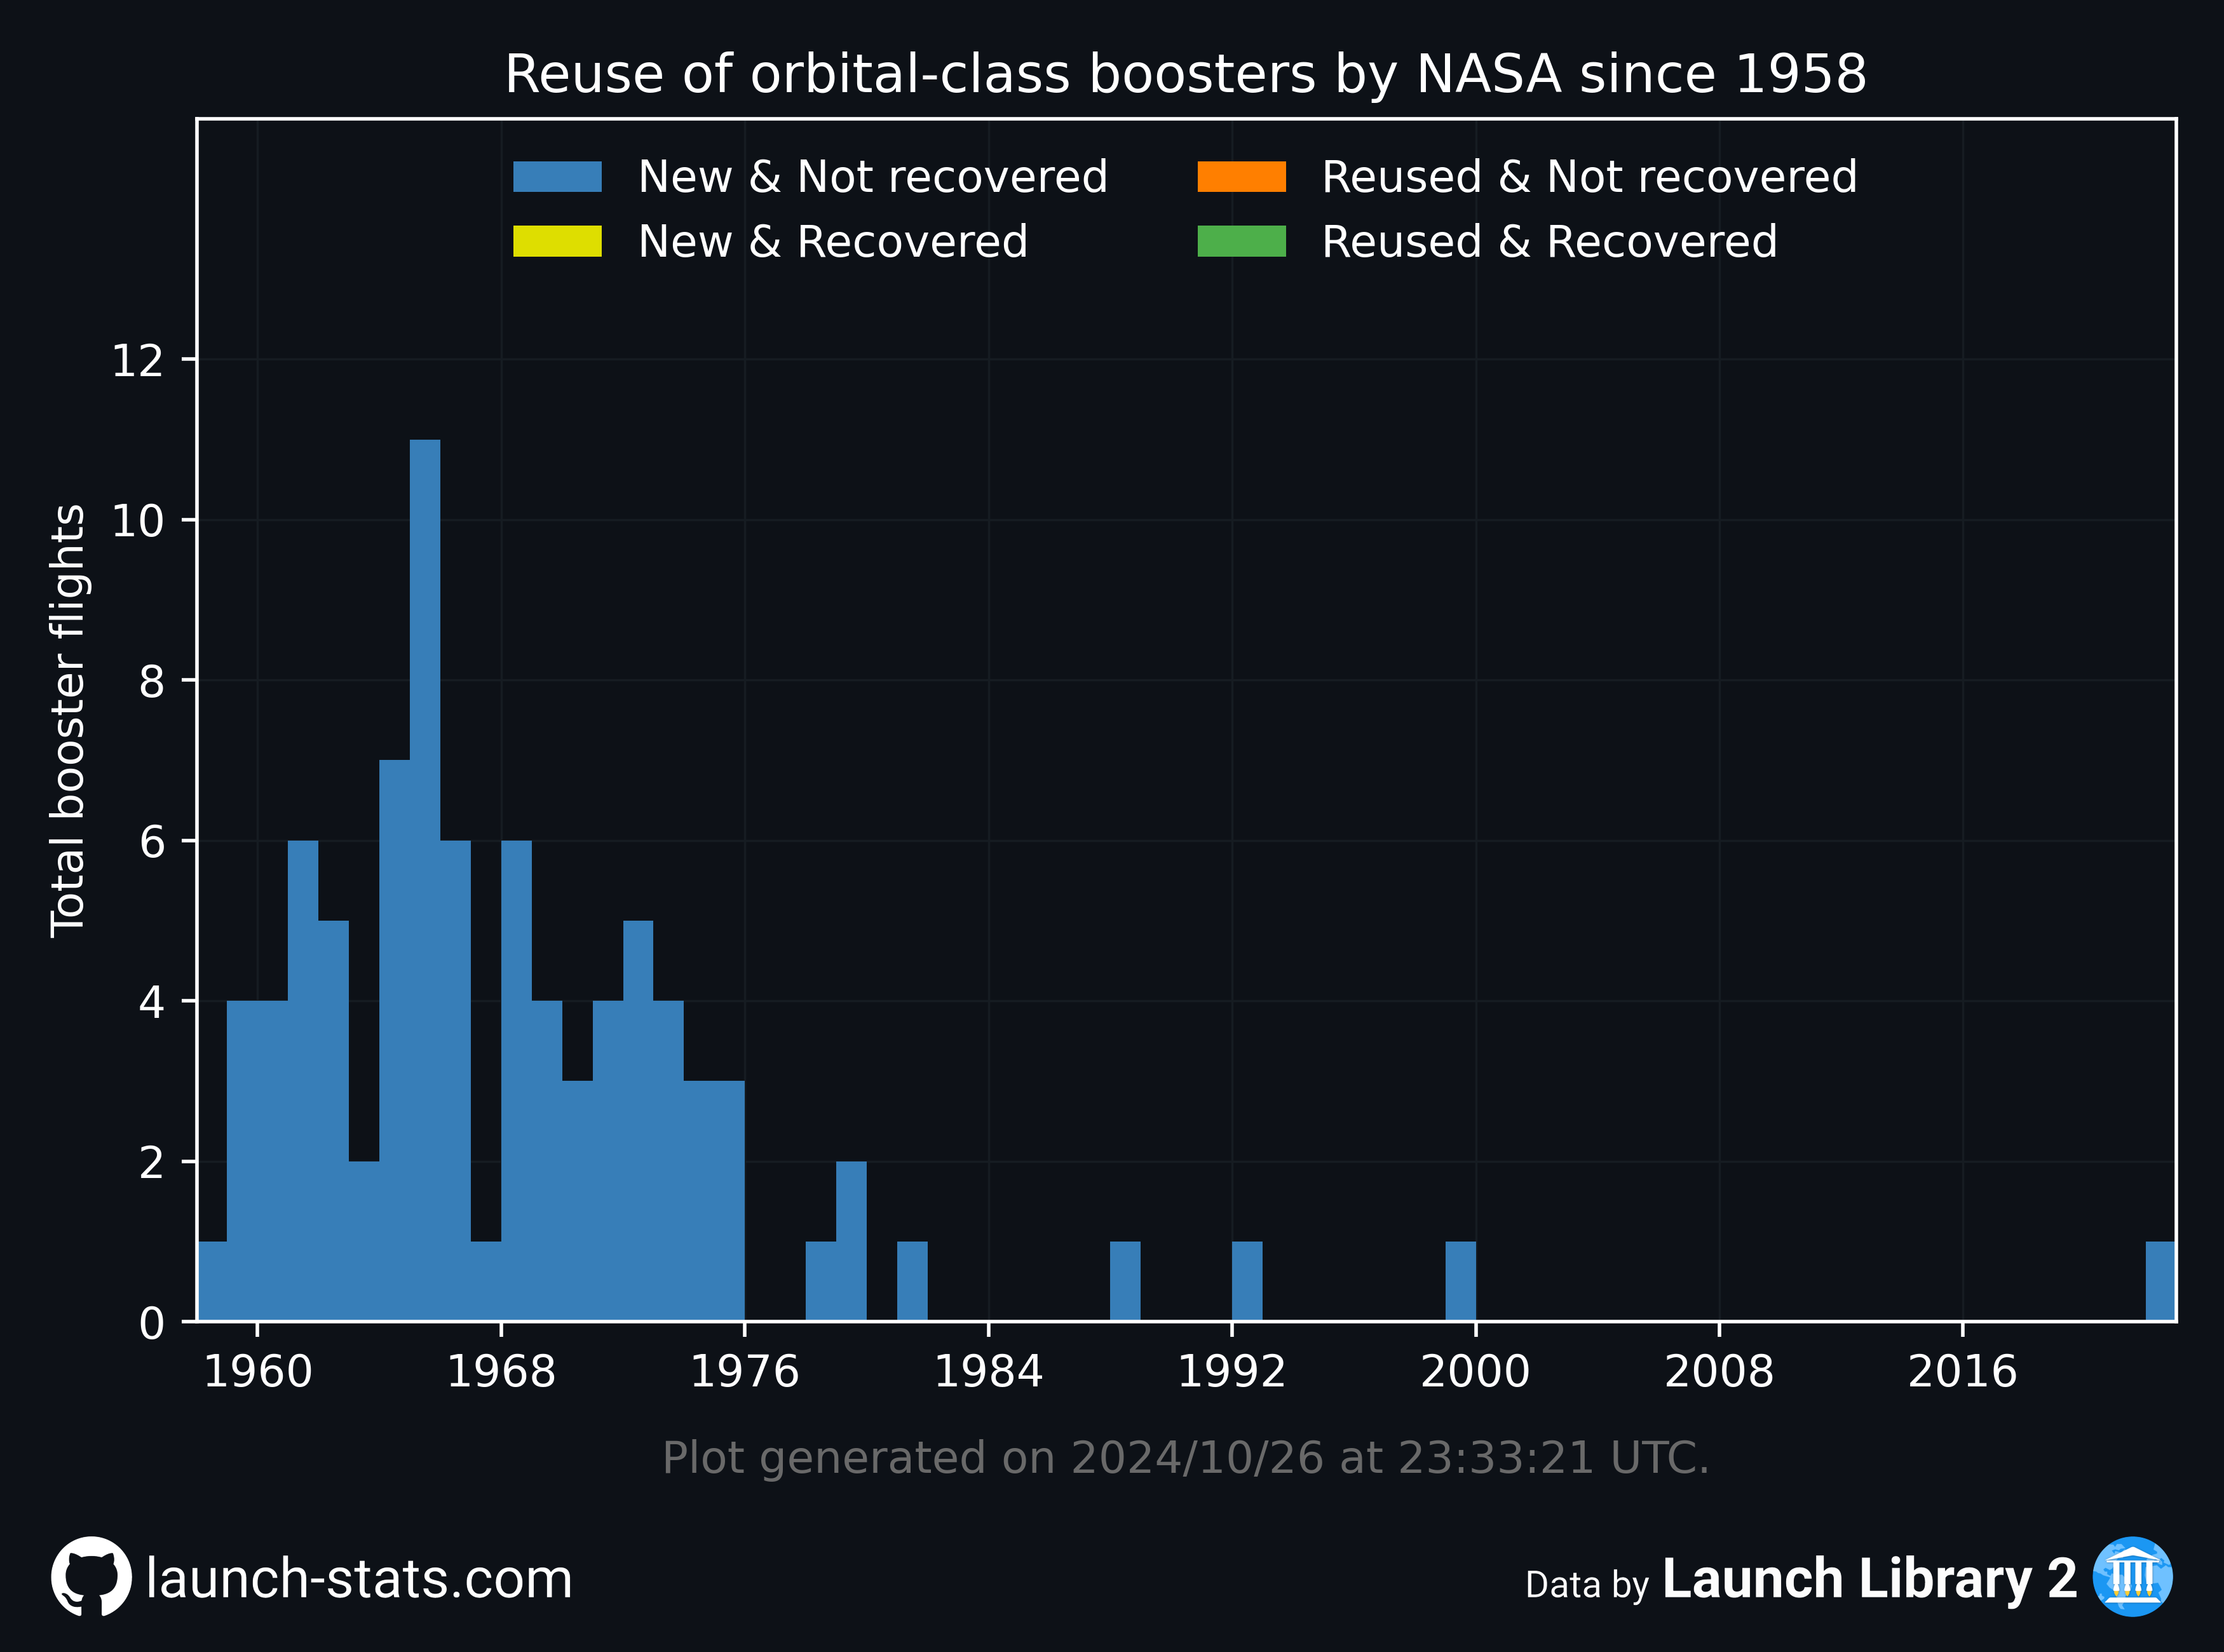 Reuse of orbital-class boosters by NASA since 1958
New & Not recovered
New & Recovered
Reused & Not recovered
Reused & Recovered
Total booster flights
12
10
8
6
4
2
0
1960 1968 1976 1984 1992 2000 2008 2016
Plot generated on 2024/10/26 at 23:33:21 UTC.
launch-stats.com
Data by Launch Library 2